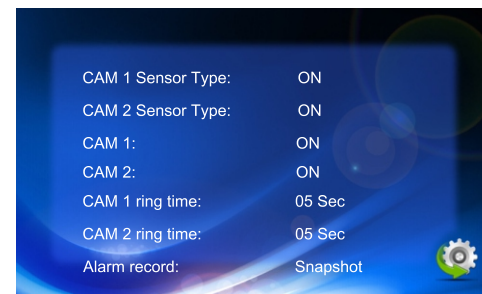 CAM 1 Sensor Type: ON
CAM 2 Sensor Type: ON
CAM 1: ON
CAM 2: ON
CAM 1 ring time: 05 Sec
CAM 2 ring time: 05 Sec
Alarm record: Snapshot